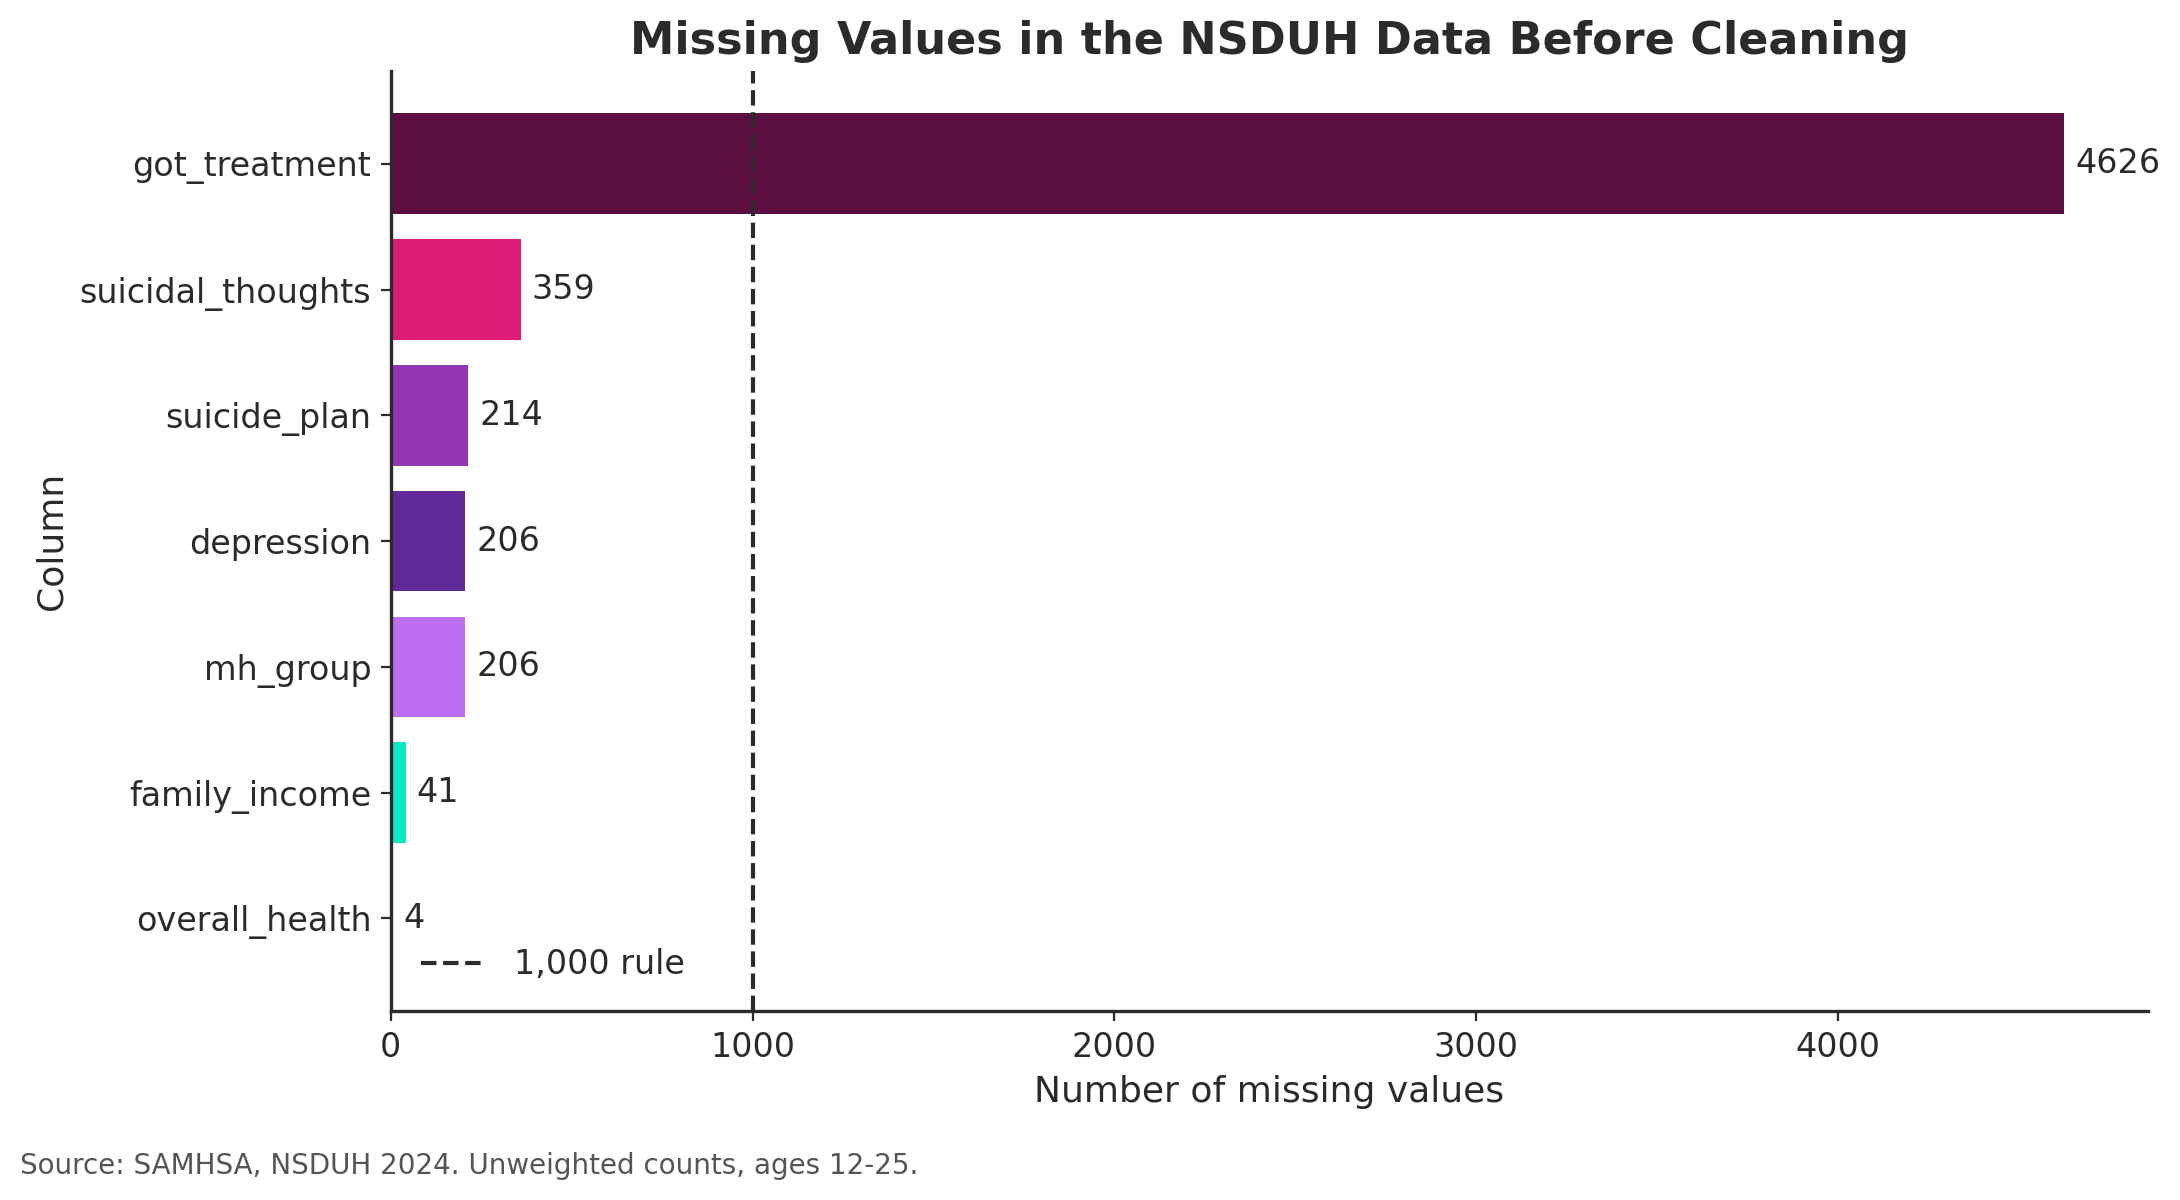 Missing Values in the NSDUH Data Before Cleaning
Column
got_treatment 4626
suicidal_thoughts 359
suicide_plan 214
depression 206
mh_group 206
family_income 41
overall_health 4
1,000 rule
0 1000 2000 3000 4000
Number of missing values
Source: SAMHSA, NSDUH 2024. Unweighted counts, ages 12-25.